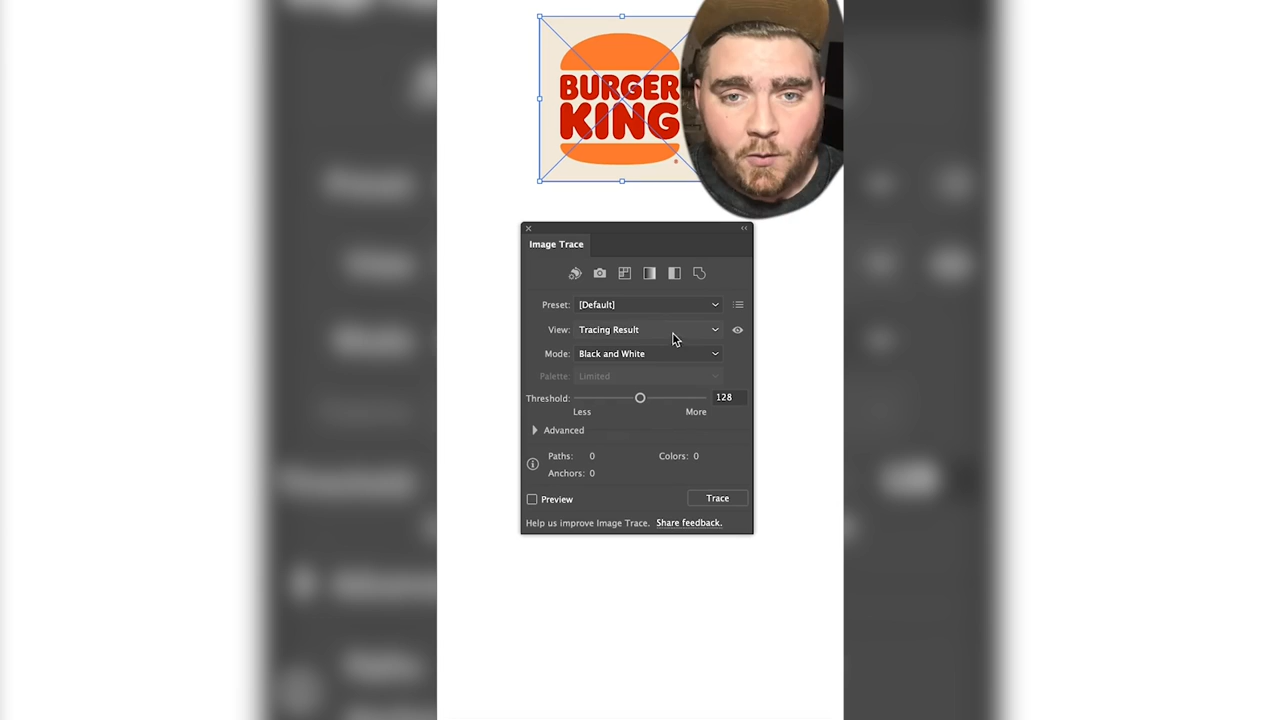 BURGER
KING
Image Trace
Preset: [Default]
View: Tracing Result
Mode: Black and White
Palette: Limited
Threshold: 128
Less More
Advanced
Paths: 0 Colors: 0
Anchors: 0
Preview Trace
Help us improve Image Trace. Share feedback.